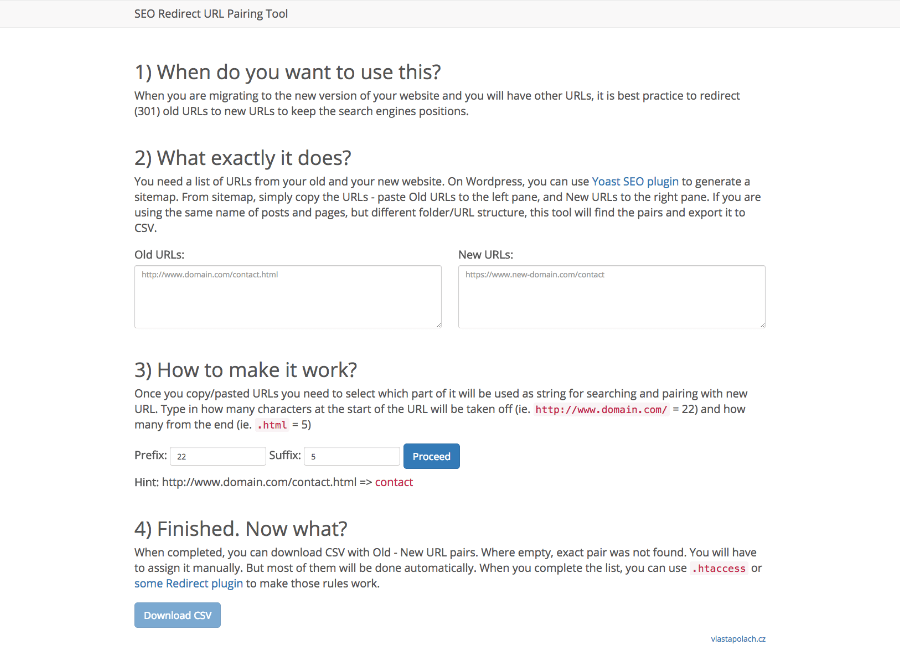 SEO Redirect URL Pairing Tool
1) When do you want to use this?
When you are migrating to the new version of your website and you will have other URLs, it is best practice to redirect
(301) old URLs to new URLs to keep the search engines positions.
2) What exactly it does?
You need a list of URLs from your old and your new website. On Wordpress, you can use Yoast SEO plugin to generate a
sitemap. From sitemap, simply copy the URLs - paste Old URLs to the left pane, and New URLs to the right pane. If you are
using the same name of posts and pages, but different folder/URL structure, this tool will find the pairs and export it to
CSV.
Old URLs: New URLs:
http://www.domain.com/contact.html https://www.new-domain.com/contact
3) How to make it work?
Once you copy/pasted URLs you need to select which part of it will be used as string for searching and pairing with new
URL. Type in how many characters at the start of the URL will be taken off (ie. http://www.domain.com/ = 22) and how
many from the end (ie. .html = 5)
Prefix: 22 Suffix: 5 Proceed
Hint: http://www.domain.com/contact.html => contact
4) Finished. Now what?
When completed, you can download CSV with Old - New URL pairs. Where empty, exact pair was not found. You will have
to assign it manually. But most of them will be done automatically. When you complete the list, you can use .htaccess or
some Redirect plugin to make those rules work.
Download CSV
vlastapolach.cz